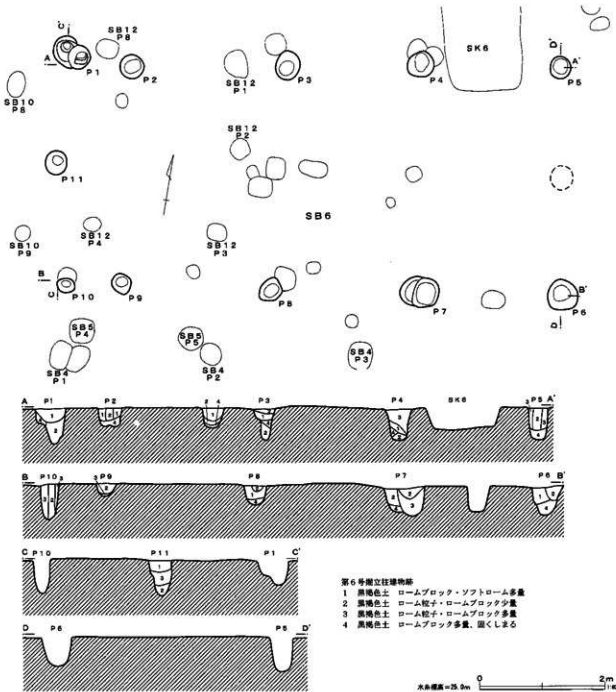 C'
SB12
P8
A
P1
P2
SB12
P1
P3
P4
SK6
D'
A'
P5
SB10
P8
SB12
P2
P11
SB6
SB10
P9
SB12
P4
SB12
P3
B
C
P10
P9
P8
P7
B'
P6
D
SB5
P4
SB5
P5
SB4
P1
SB4
P2
SB4
P3
A P1 P2 P3 P4 SK6 P5 A'
B P10 P9 P8 P7 P6 B'
C P10 P11 P1 C'
D P6 P5 D'
第6号掘立柱建物跡
1 黒褐色土 ロームブロック・ソフトローム多量
2 黒褐色土 ローム粒子・ロームブロック少量
3 黒褐色土 ローム粒子・ロームブロック多量
4 黒褐色土 ロームブロック多量、固くしまる
水糸標高=25.0m
0 2m